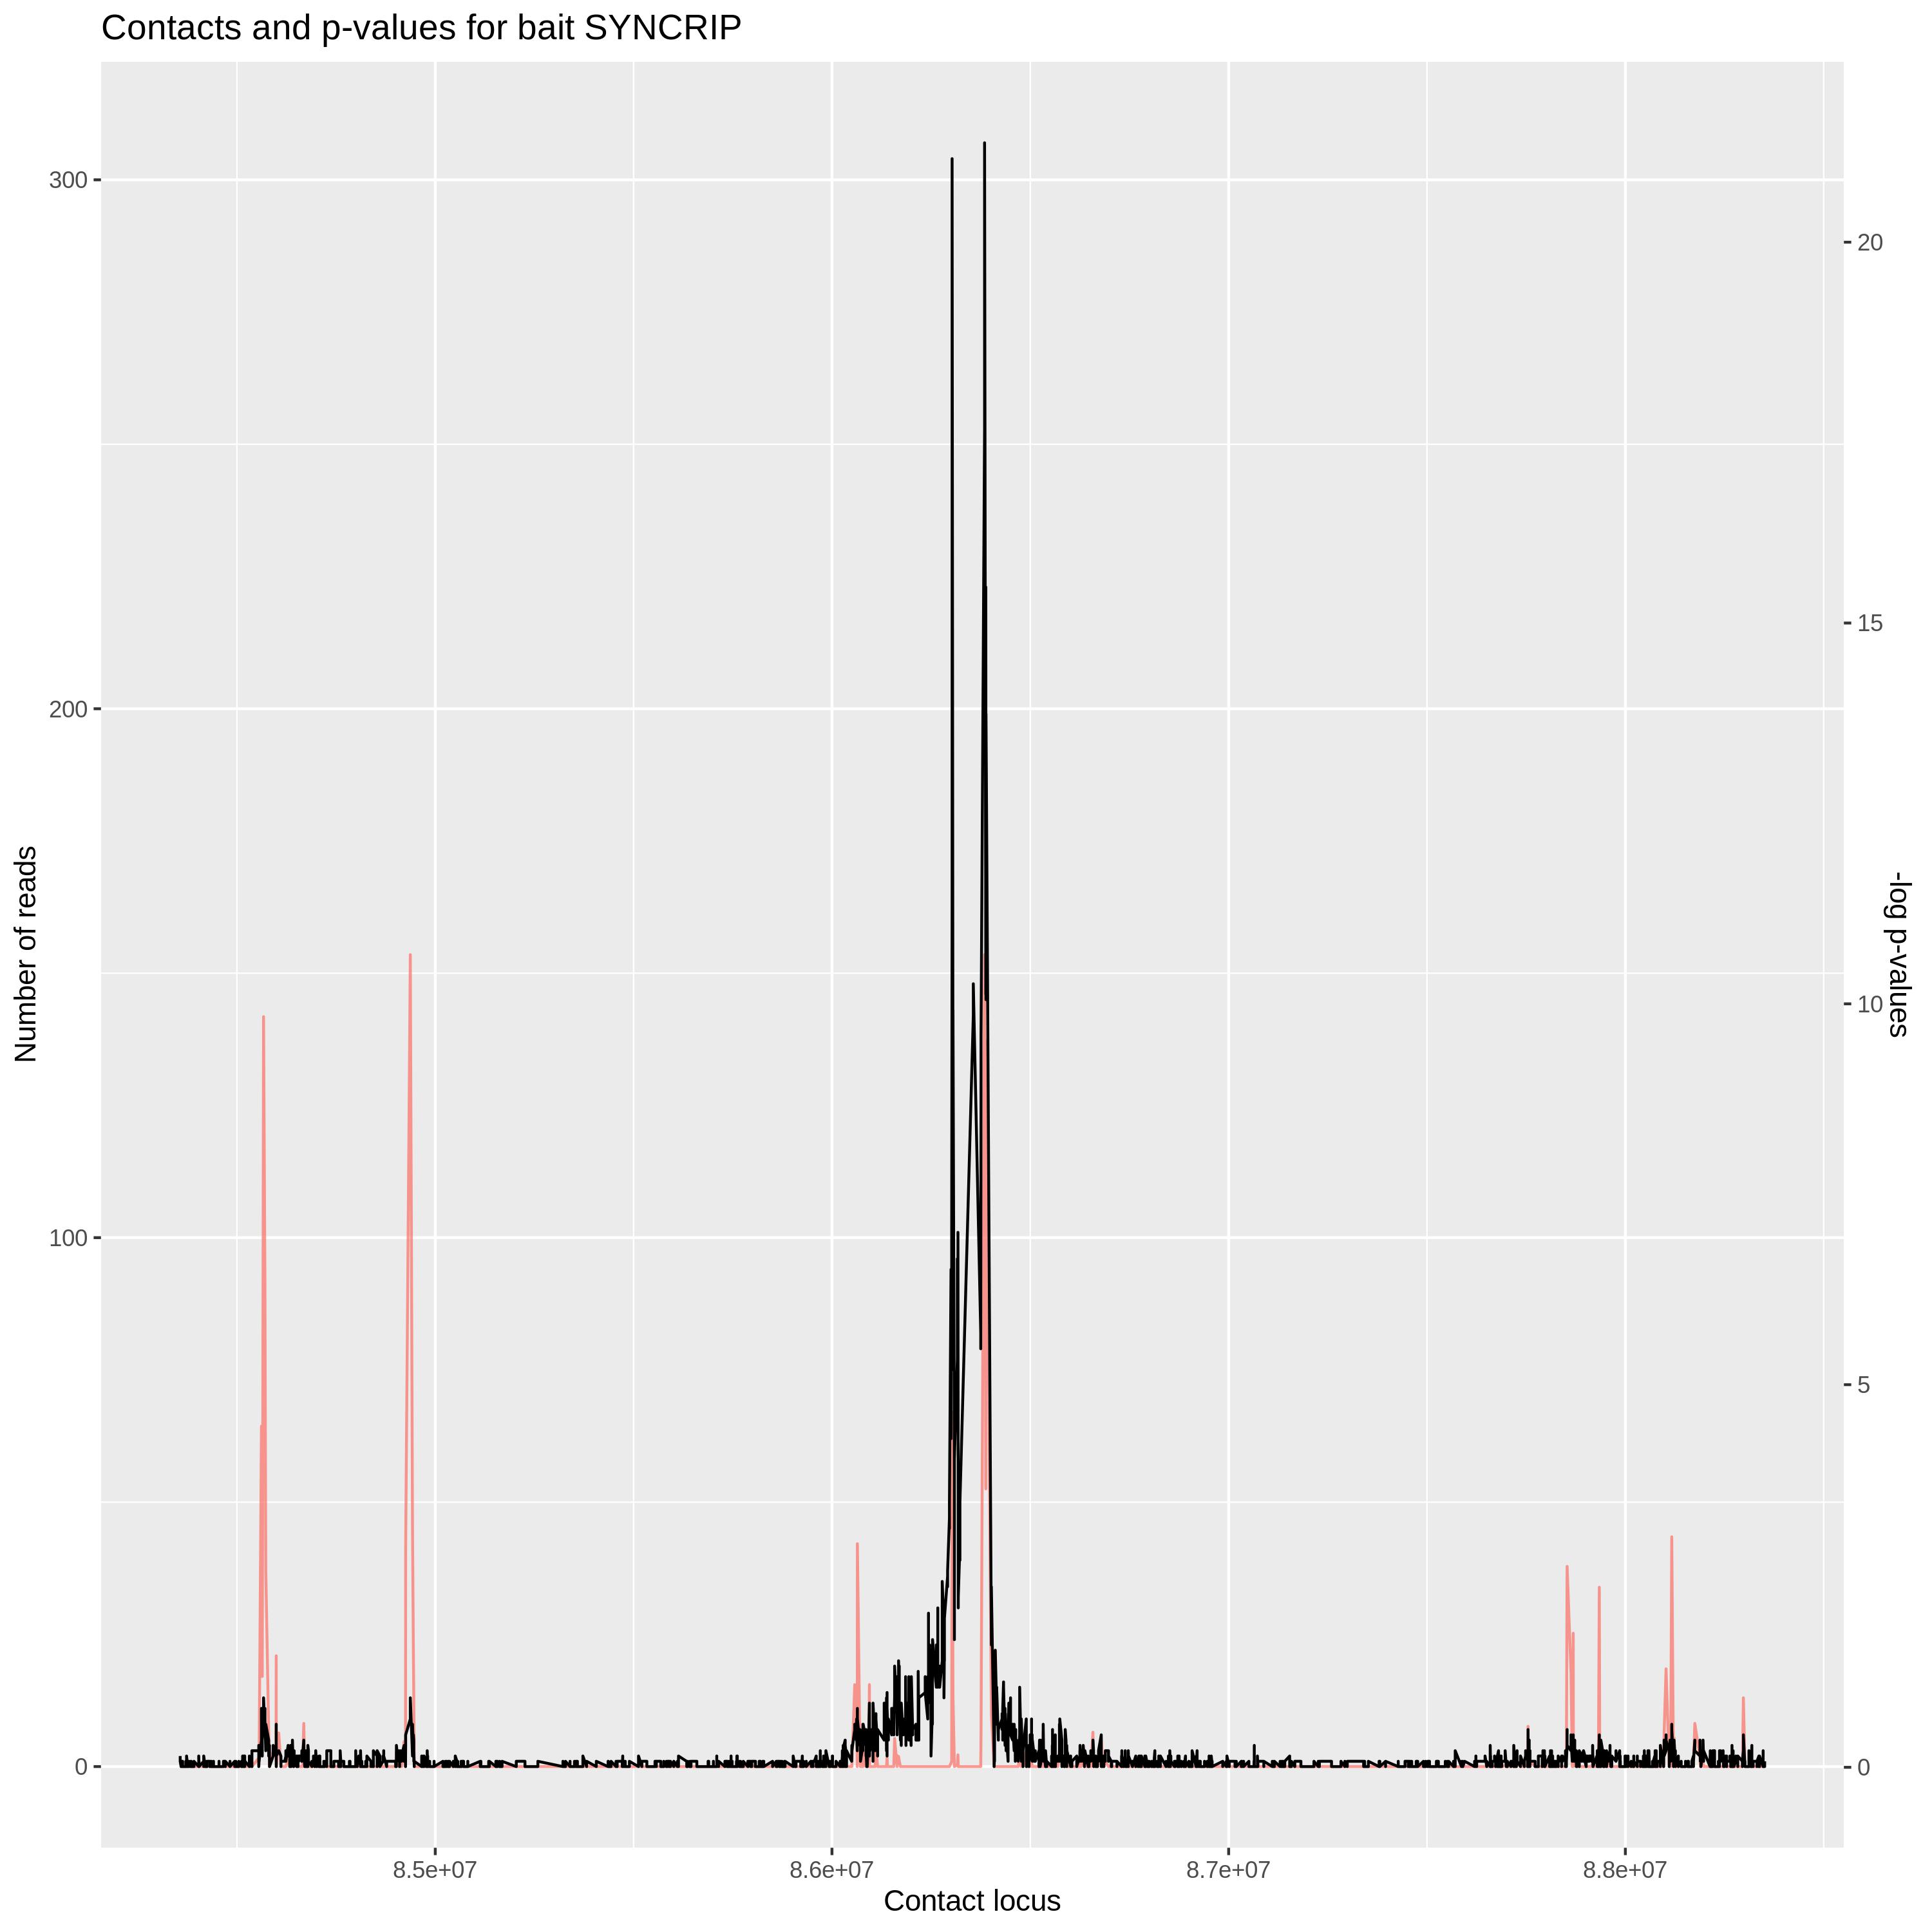 Contacts and p-values for bait SYNCRIP
300
200
100
0
Number of reads
20
15
10
5
0
-log p-values
8.5e+07
8.6e+07
8.7e+07
8.8e+07
Contact locus